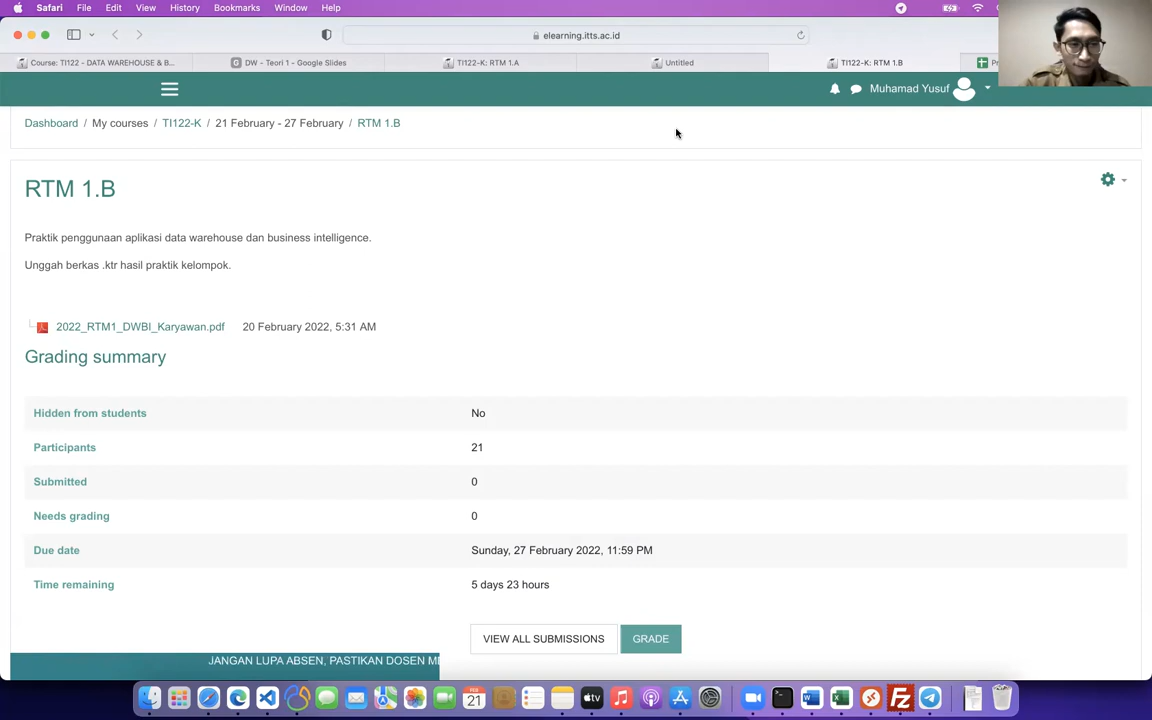 Safari File Edit View History Bookmarks Window Help
elearning.itts.ac.id
Course: TI122 - DATA WAREHOUSE & B... DW - Teori 1 - Google Slides TI122-K: RTM 1.A Untitled TI122-K: RTM 1.B
Muhamad Yusuf
Dashboard / My courses / TI122-K / 21 February - 27 February / RTM 1.B
RTM 1.B
Praktik penggunaan aplikasi data warehouse dan business intelligence.
Unggah berkas .ktr hasil praktik kelompok.
2022_RTM1_DWBI_Karyawan.pdf 20 February 2022, 5:31 AM
Grading summary
Hidden from students No
Participants 21
Submitted 0
Needs grading 0
Due date Sunday, 27 February 2022, 11:59 PM
Time remaining 5 days 23 hours
VIEW ALL SUBMISSIONS GRADE
JANGAN LUPA ABSEN, PASTIKAN DOSEN
21
tv
W X Fz